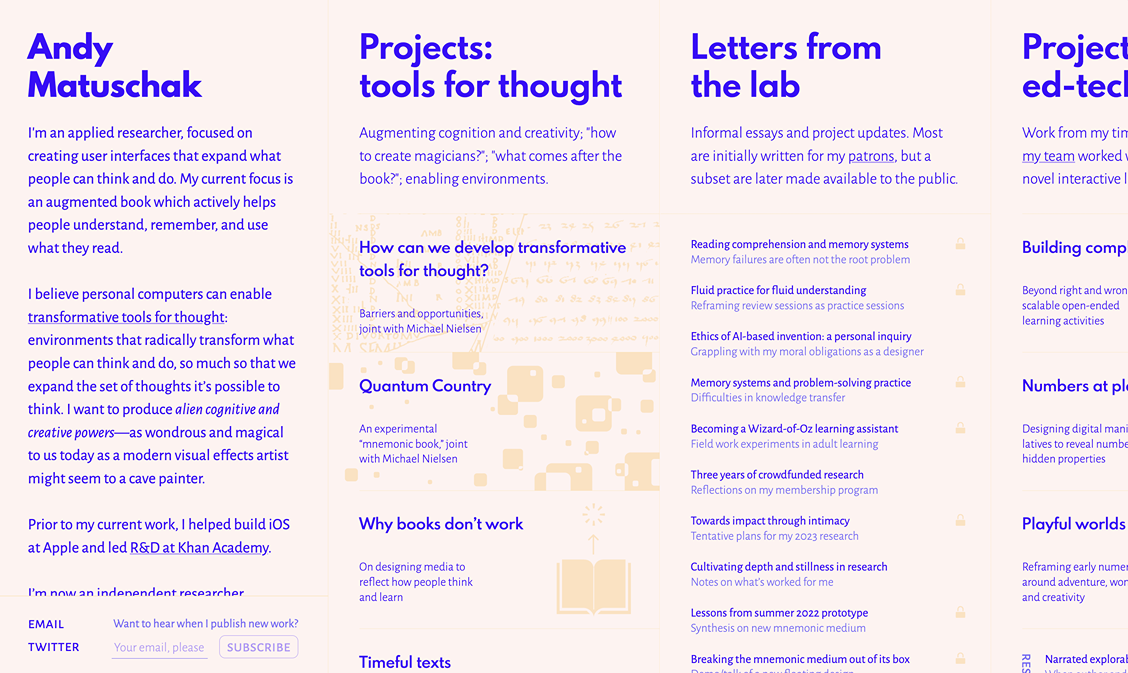 Andy
Matuschak
I'm an applied researcher, focused on
creating user interfaces that expand what
people can think and do. My current focus is
an augmented book which actively helps
people understand, remember, and use
what they read.
I believe personal computers can enable
transformative tools for thought:
environments that radically transform what
people can think and do, so much so that we
expand the set of thoughts it's possible to
think. I want to produce alien cognitive and
creative powers—as wondrous and magical
to us today as a modern visual effects artist
might seem to a cave painter.
Prior to my current work, I helped build iOS
at Apple and led R&D at Khan Academy.
I'm now an independent researcher
EMAIL
Want to hear when I publish new work?
TWITTER
Your email, please
SUBSCRIBE
Projects:
tools for thought
Augmenting cognition and creativity; "how
to create magicians?"; "what comes after the
book?"; enabling environments.
How can we develop transformative
tools for thought?
Barriers and opportunities,
joint with Michael Nielsen
Quantum Country
An experimental
"mnemonic book," joint
with Michael Nielsen
Why books don't work
On designing media to
reflect how people think
and learn
Timeful texts
Letters from
the lab
Informal essays and project updates. Most
are initially written for my patrons, but a
subset are later made available to the public.
Reading comprehension and memory systems
Memory failures are often not the root problem
Fluid practice for fluid understanding
Reframing review sessions as practice sessions
Ethics of AI-based invention: a personal inquiry
Grappling with my moral obligations as a designer
Memory systems and problem-solving practice
Difficulties in knowledge transfer
Becoming a Wizard-of-Oz learning assistant
Field work experiments in adult learning
Three years of crowdfunded research
Reflections on my membership program
Towards impact through intimacy
Tentative plans for my 2023 research
Cultivating depth and stillness in research
Notes on what's worked for me
Lessons from summer 2022 prototype
Synthesis on new mnemonic medium
Breaking the mnemonic medium out of its box
Project
ed-tech
Work from my tim
my team worked w
novel interactive l
Building compl
Beyond right and wron
scalable open-ended
learning activities
Numbers at pla
Designing digital mani
latives to reveal numbe
hidden properties
Playful worlds
Reframing early numer
around adventure, won
and creativity
RES
Narrated explorab